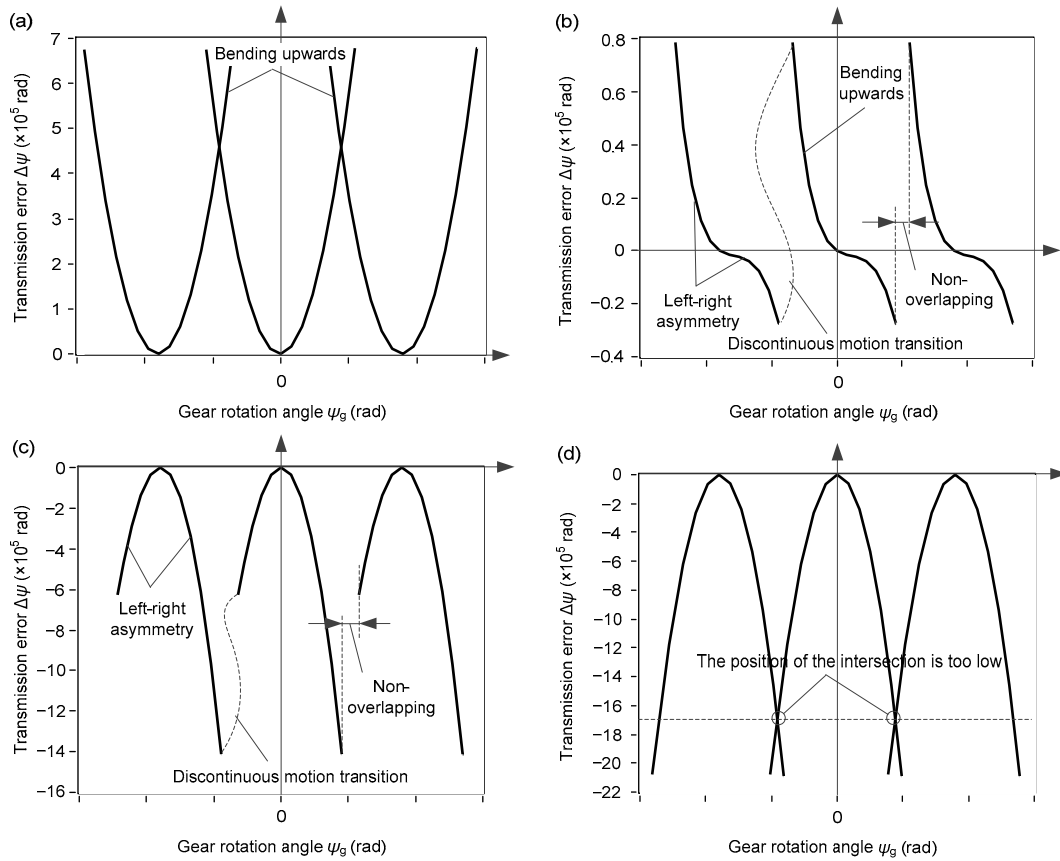 (a)
Bending upwards
7
6
5
4
3
2
1
0
Transmission error Δψ (×10⁵ rad)
0
Gear rotation angle ψg (rad)
(b)
0.8
0.6
0.4
0.2
0
−0.2
−0.4
Transmission error Δψ (×10⁵ rad)
Bending
upwards
Left-right
asymmetry
Non-
overlapping
Discontinuous motion transition
0
Gear rotation angle ψg (rad)
(c)
0
−2
−4
−6
−8
−10
−12
−14
−16
Transmission error Δψ (×10⁵ rad)
Left-right
asymmetry
Non-
overlapping
Discontinuous motion transition
0
Gear rotation angle ψg (rad)
(d)
0
−2
−4
−6
−8
−10
−11
−12
−14
−16
−18
−20
−22
Transmission error Δψ (×10⁵ rad)
The position of the intersection is too low
0
Gear rotation angle ψg (rad)